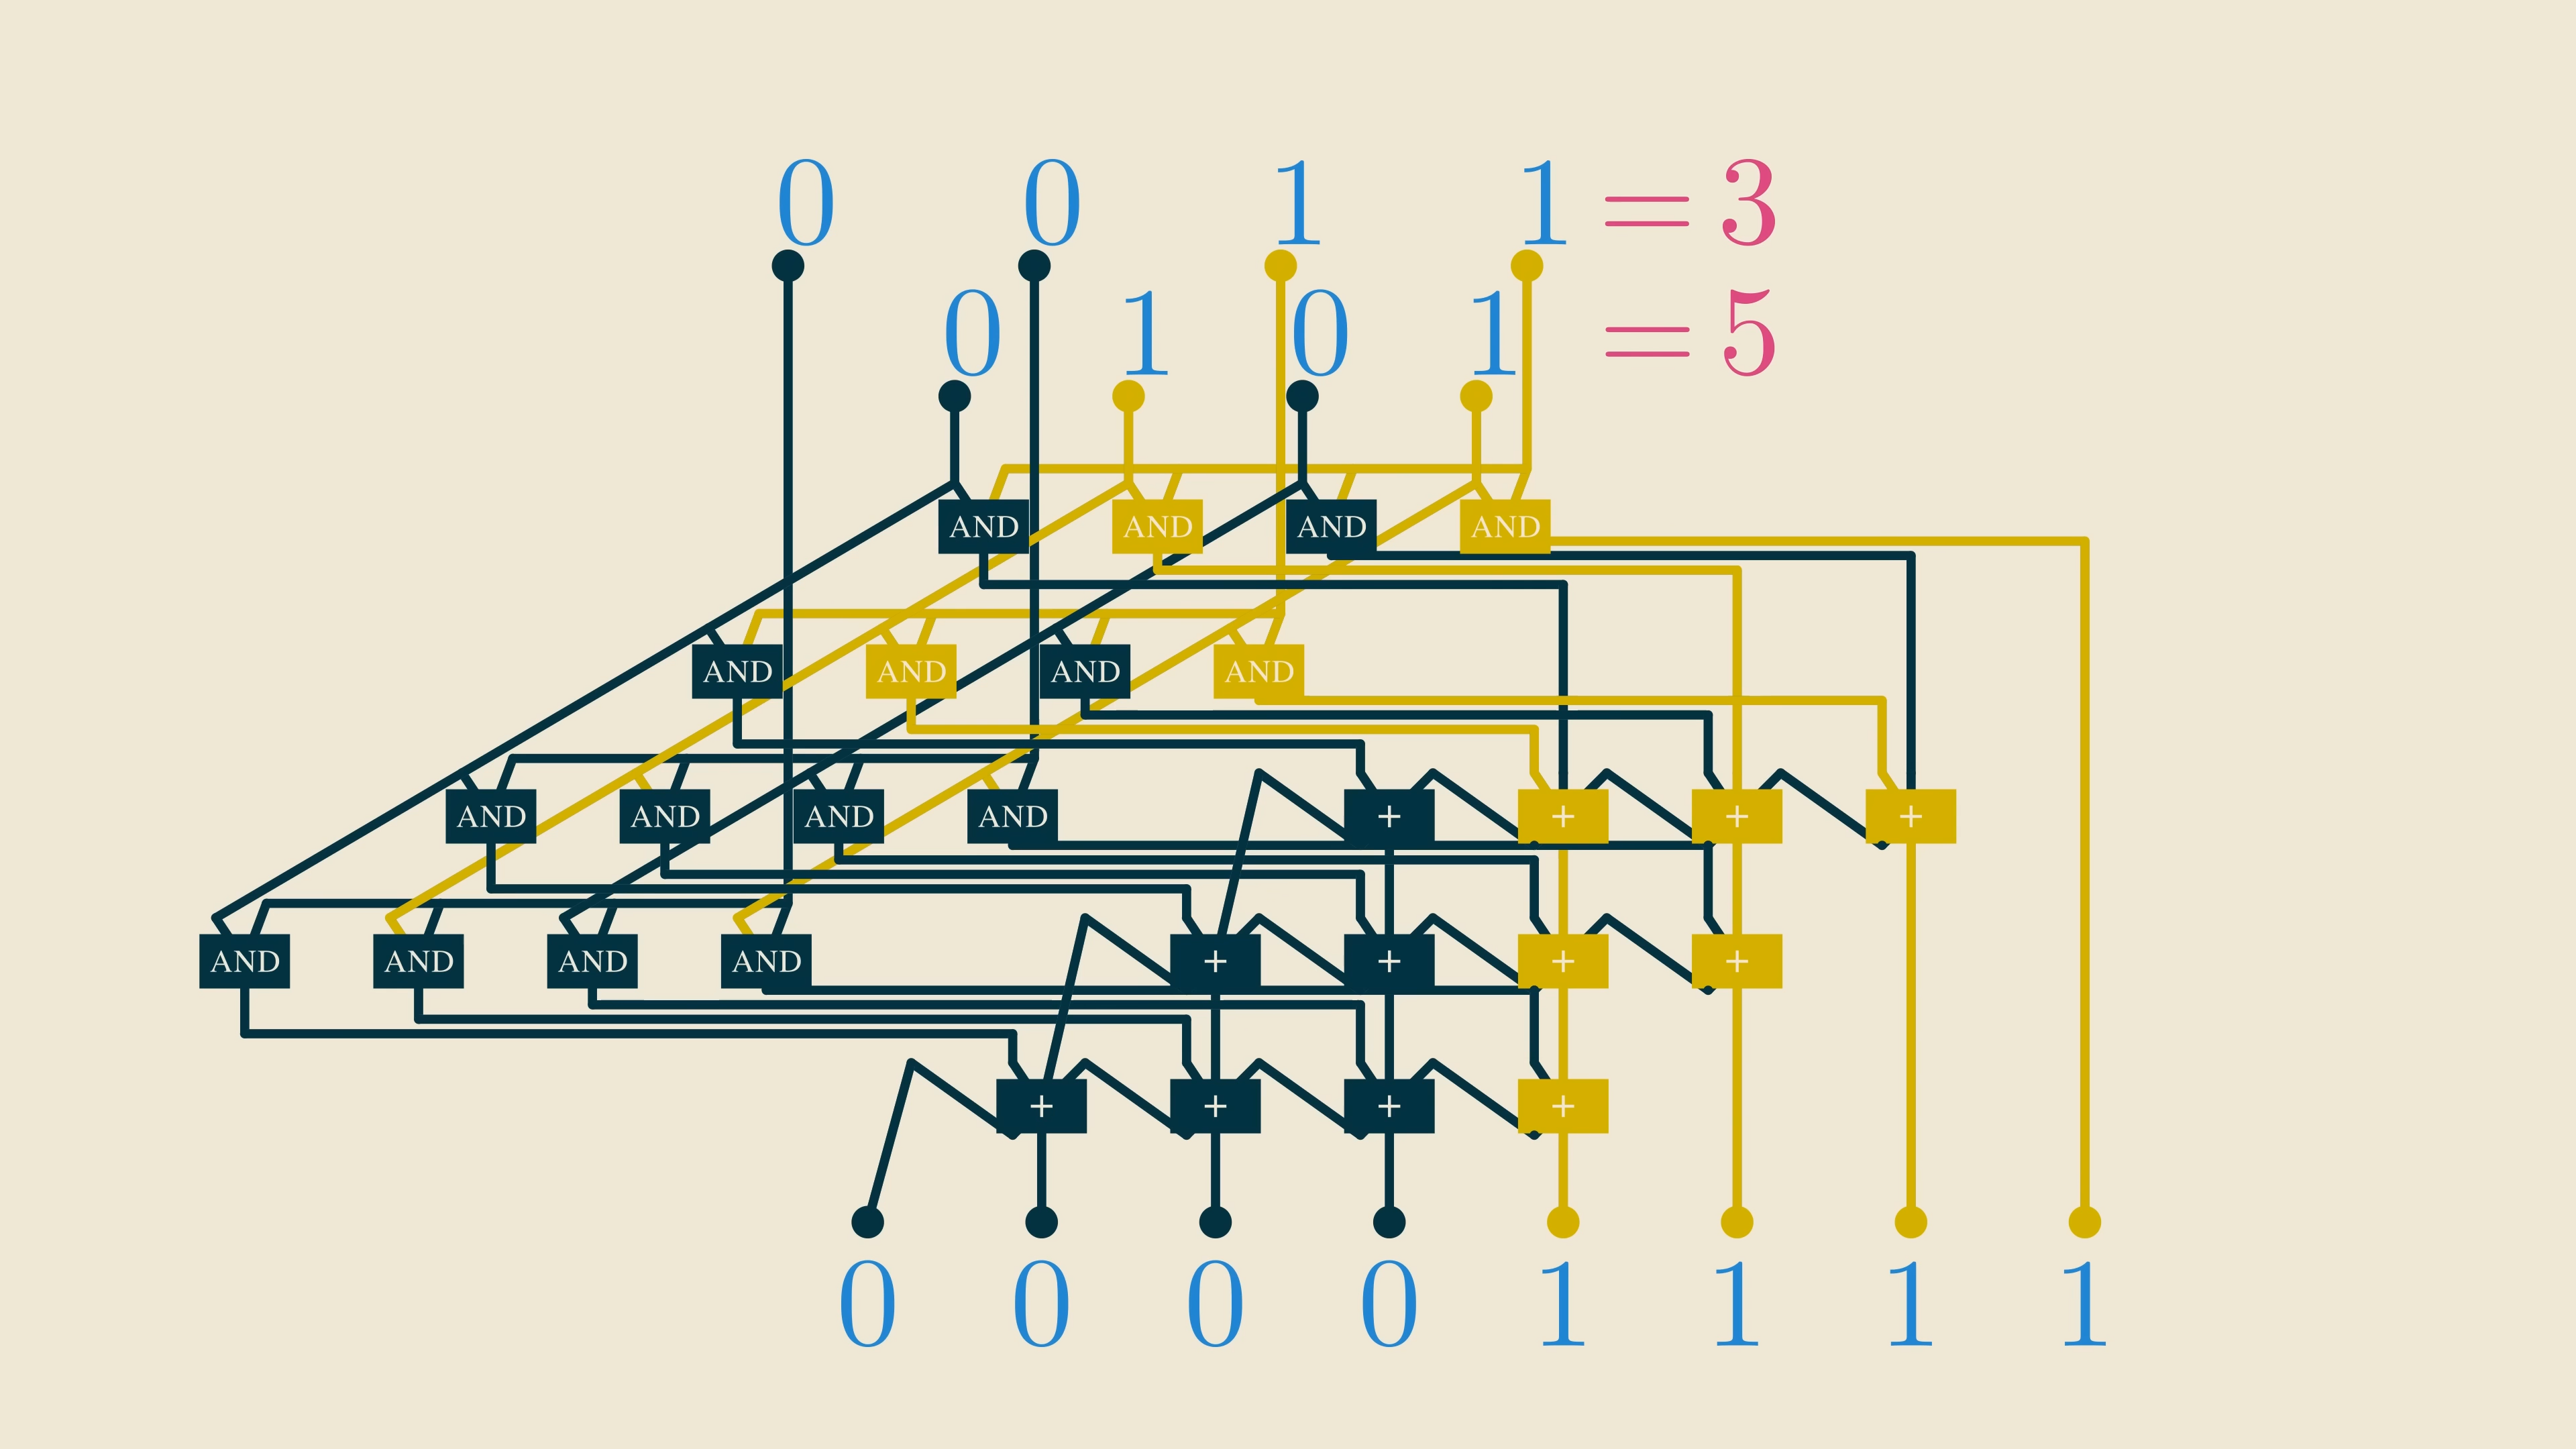 0 0 1 1 = 3
0 1 0 1 = 5
AND AND AND AND
AND AND AND AND
AND AND AND AND + + + +
AND AND AND AND + + + +
+ + + +
0 0 0 0 1 1 1 1